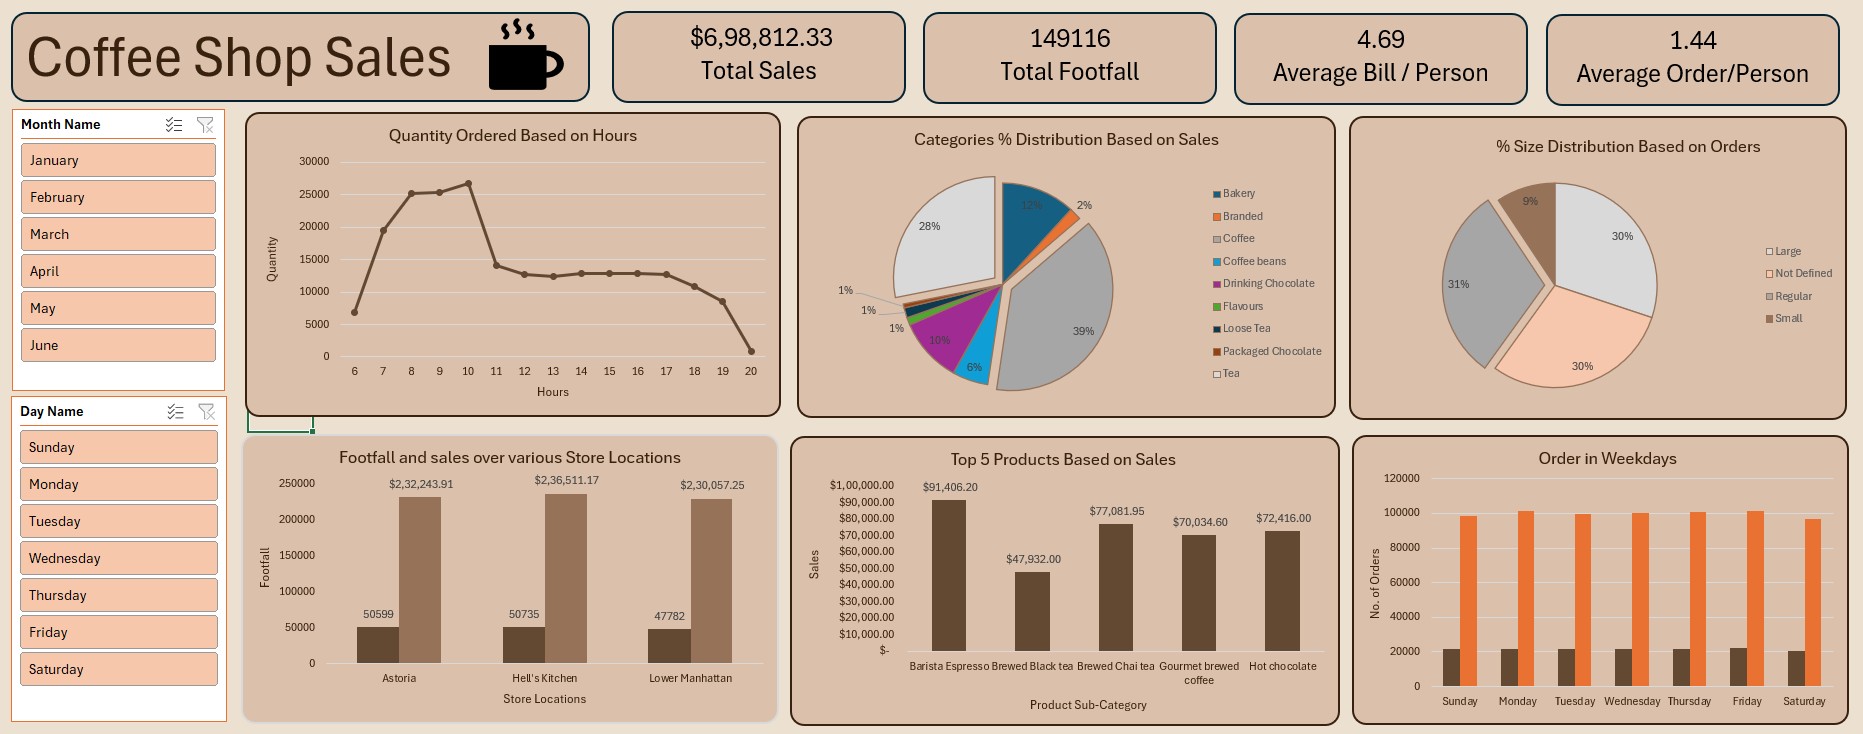 Coffee Shop Sales
$6,98,812.33
Total Sales
149116
Total Footfall
4.69
Average Bill / Person
1.44
Average Order/Person
Month Name
January
February
March
April
May
June
Day Name
Sunday
Monday
Tuesday
Wednesday
Thursday
Friday
Saturday
Quantity Ordered Based on Hours
30000
25000
20000
15000
10000
5000
0
Quantity
6 7 8 9 10 11 12 13 14 15 16 17 18 19 20
Hours
Categories % Distribution Based on Sales
12%
2%
39%
6%
10%
1%
1%
1%
28%
Bakery
Branded
Coffee
Coffee beans
Drinking Chocolate
Flavours
Loose Tea
Packaged Chocolate
Tea
% Size Distribution Based on Orders
30%
30%
31%
9%
Large
Not Defined
Regular
Small
Footfall and sales over various Store Locations
250000
200000
150000
100000
50000
0
Footfall
$2,32,243.91
$2,36,511.17
$2,30,057.25
50599
50735
47782
Astoria Hell's Kitchen Lower Manhattan
Store Locations
Top 5 Products Based on Sales
$1,00,000.00
$90,000.00
$80,000.00
$70,000.00
$60,000.00
$50,000.00
$40,000.00
$30,000.00
$20,000.00
$10,000.00
$-
Sales
$91,406.20
$47,932.00
$77,081.95
$70,034.60
$72,416.00
Barista Espresso Brewed Black tea Brewed Chai tea Gourmet brewed Hot chocolate
coffee
Product Sub-Category
Order in Weekdays
120000
100000
80000
60000
40000
20000
0
No. of Orders
Sunday Monday Tuesday Wednesday Thursday Friday Saturday